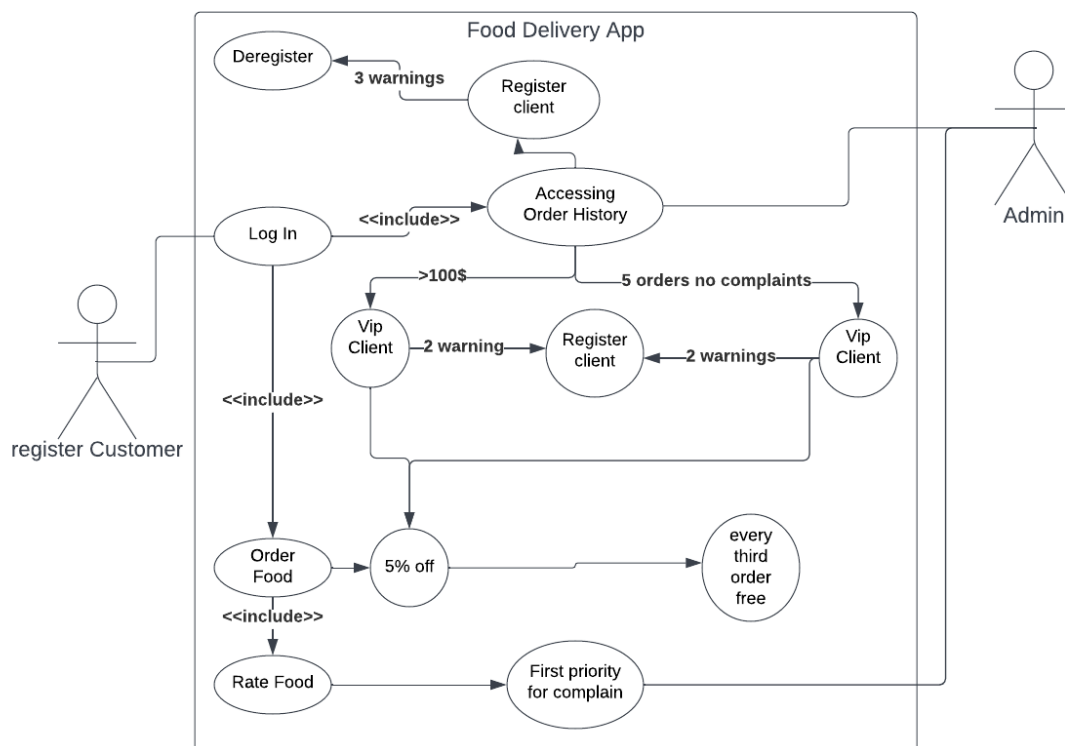 Food Delivery App
Deregister
3 warnings
Register
client
Accessing
Order History
<<include>>
Log In
Admin
>100$
5 orders no complaints
Vip
Client
2 warning
Register
client
2 warnings
Vip
Client
<<include>>
register Customer
Order
Food
5% off
every
third
order
free
<<include>>
Rate Food
First priority
for complain